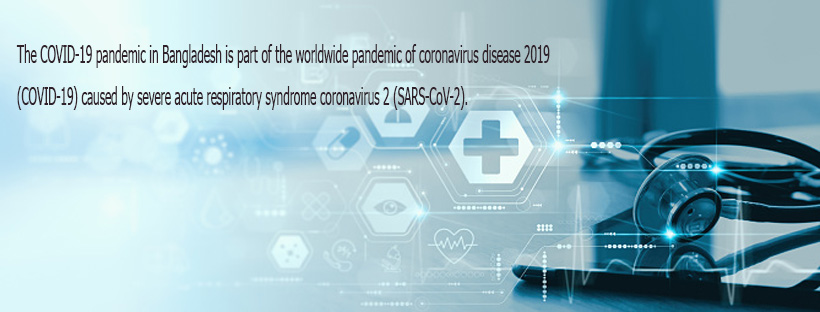 The COVID-19 pandemic in Bangladesh is part of the worldwide pandemic of coronavirus disease 2019
(COVID-19) caused by severe acute respiratory syndrome coronavirus 2 (SARS-CoV-2).